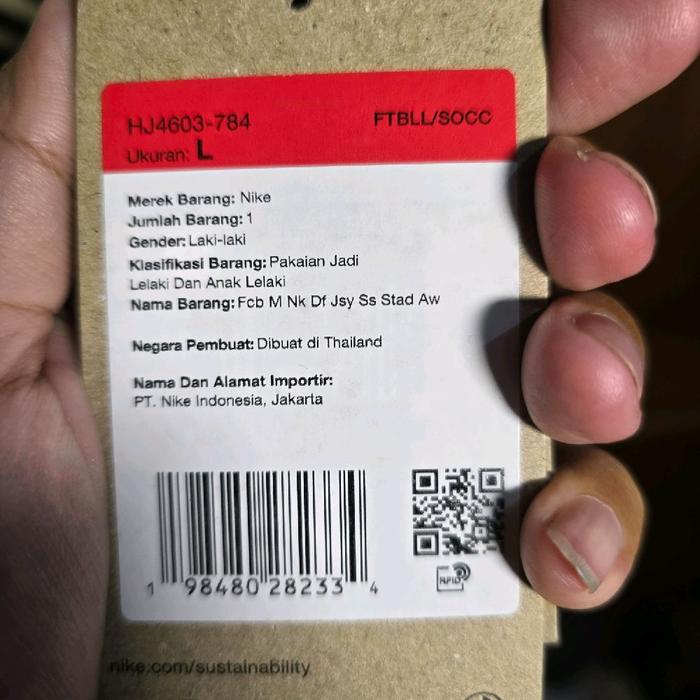 HJ4603-784 FTBLL/SOCC
Ukuran: L
Merek Barang: Nike
Jumlah Barang: 1
Gender: Laki-laki
Klasifikasi Barang: Pakaian Jadi
Lelaki Dan Anak Lelaki
Nama Barang: Fcb M Nk Df Jsy Ss Stad Aw
Negara Pembuat: Dibuat di Thailand
Nama Dan Alamat Importir:
PT. Nike Indonesia, Jakarta
1 98480 28233 4
RFID
nike.com/sustainability